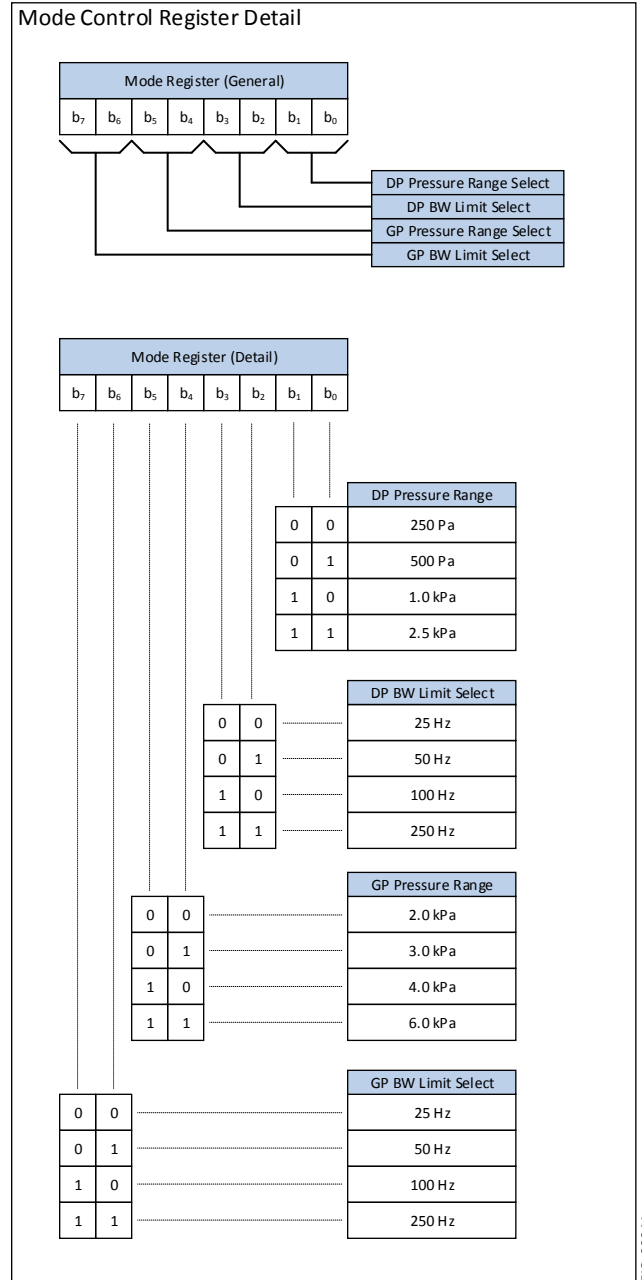 Mode Control Register Detail
Mode Register (General)
b₇ b₆ b₅ b₄ b₃ b₂ b₁ b₀
DP Pressure Range Select
DP BW Limit Select
GP Pressure Range Select
GP BW Limit Select
Mode Register (Detail)
b₇ b₆ b₅ b₄ b₃ b₂ b₁ b₀
DP Pressure Range
0 0 250 Pa
0 1 500 Pa
1 0 1.0 kPa
1 1 2.5 kPa
DP BW Limit Select
0 0 25 Hz
0 1 50 Hz
1 0 100 Hz
1 1 250 Hz
GP Pressure Range
0 0 2.0 kPa
0 1 3.0 kPa
1 0 4.0 kPa
1 1 6.0 kPa
GP BW Limit Select
0 0 25 Hz
0 1 50 Hz
1 0 100 Hz
1 1 250 Hz